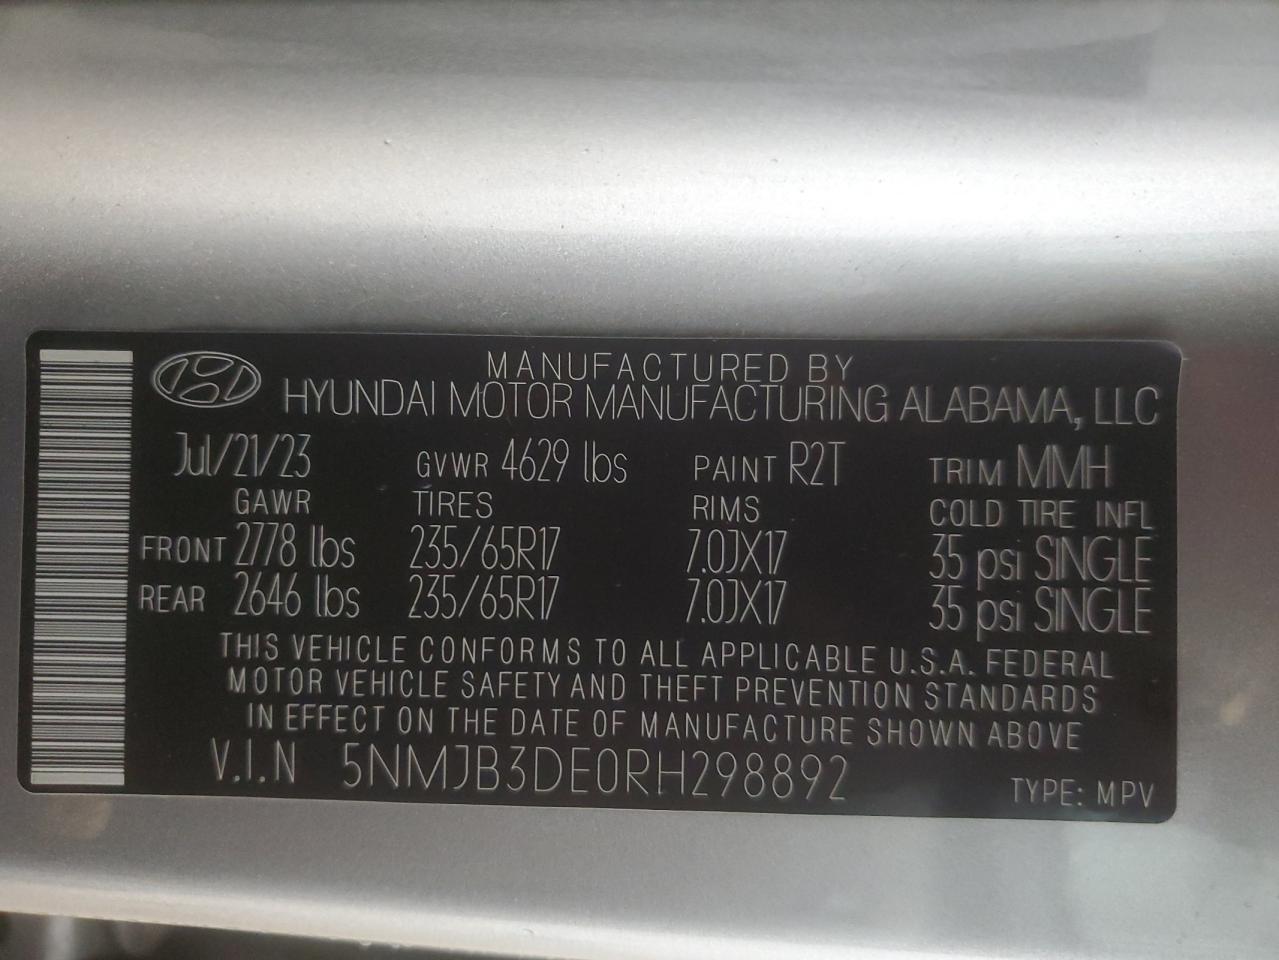 MANUFACTURED BY
HYUNDAI MOTOR MANUFACTURING ALABAMA, LLC
Jul/21/23 GVWR 4629 lbs PAINT R2T TRIM MMH
GAWR TIRES RIMS COLD TIRE INFL
FRONT 2778 lbs 235/65R17 7.0JX17 35 psi SINGLE
REAR 2646 lbs 235/65R17 7.0JX17 35 psi SINGLE
THIS VEHICLE CONFORMS TO ALL APPLICABLE U.S.A. FEDERAL
MOTOR VEHICLE SAFETY AND THEFT PREVENTION STANDARDS
IN EFFECT ON THE DATE OF MANUFACTURE SHOWN ABOVE
V.I.N 5NMJB3DE0RH298892
TYPE: MPV